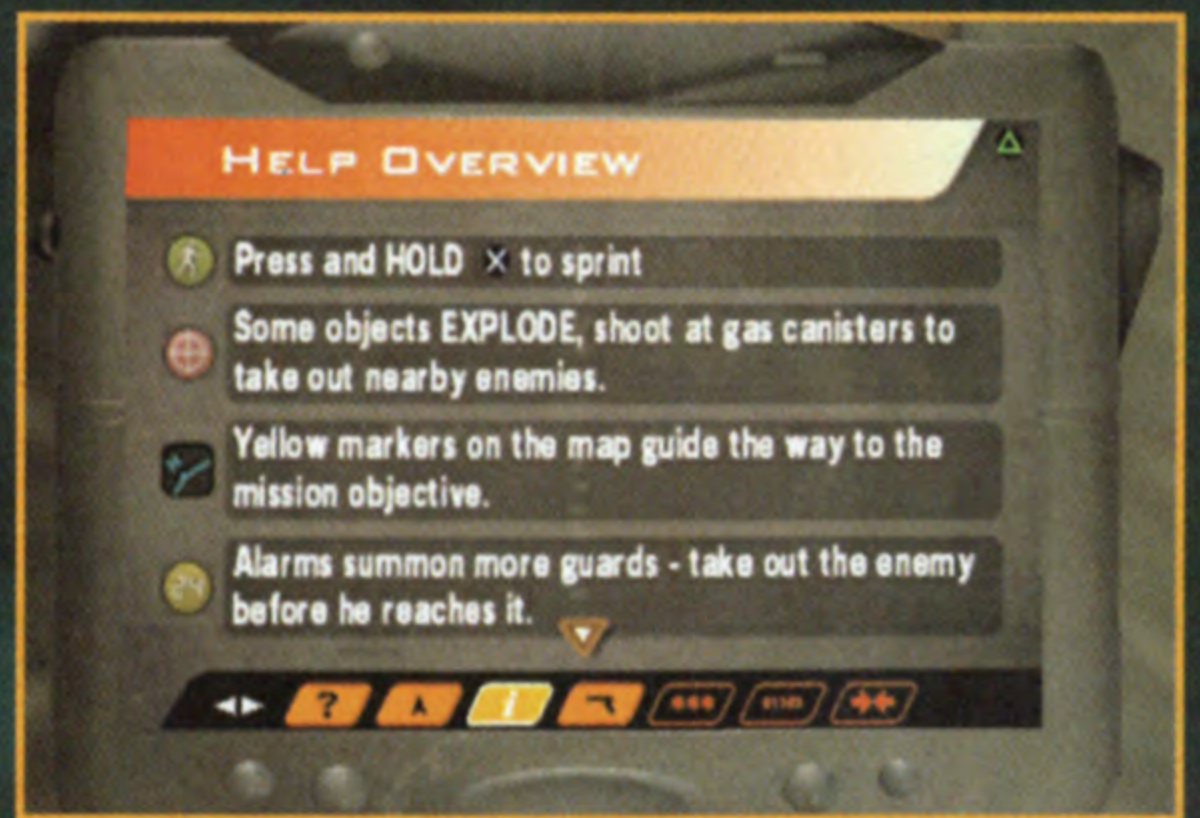 HELP OVERVIEW
Press and HOLD X to sprint
Some objects EXPLODE, shoot at gas canisters to
take out nearby enemies.
Yellow markers on the map guide the way to the
mission objective.
24
Alarms summon more guards - take out the enemy
before he reaches it.
? i